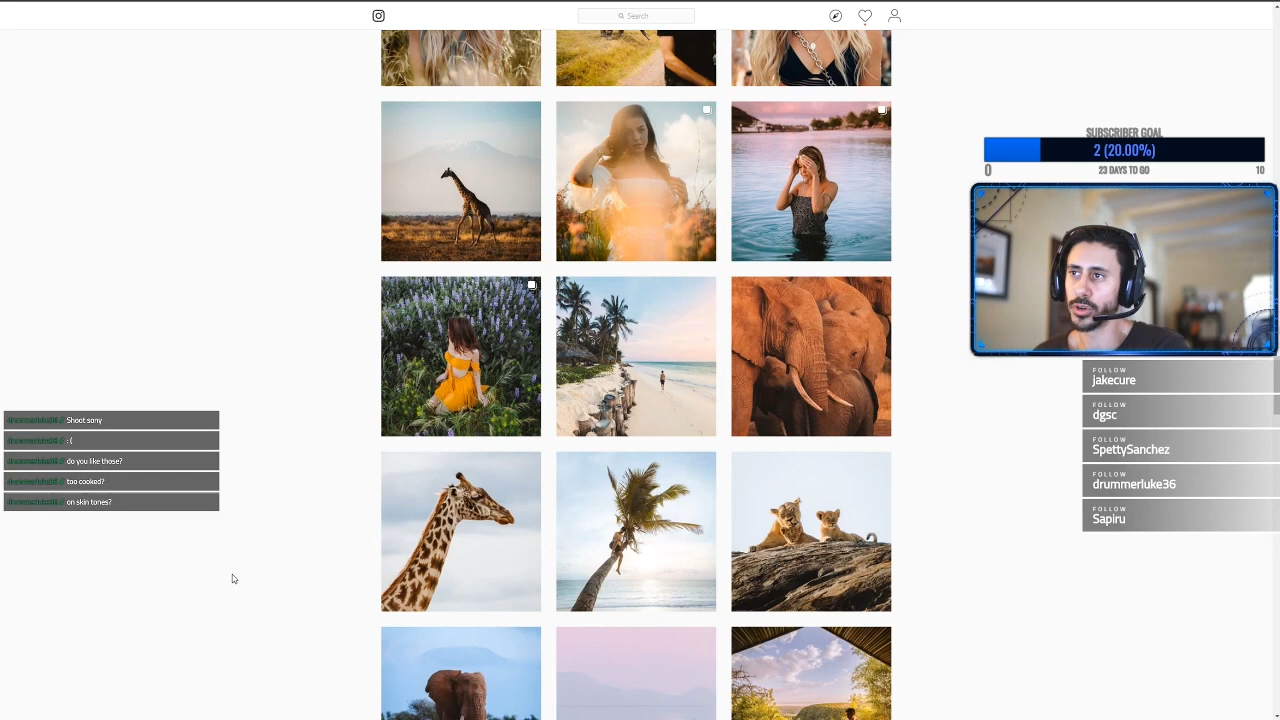 Search
SUBSCRIBER GOAL
2 (20.00%)
0
23 DAYS TO GO
10
FOLLOW
jakecure
FOLLOW
dgsc
FOLLOW
SpettySanchez
FOLLOW
drummerluke36
FOLLOW
Sapiru
Shoot sony
: (
do you like those?
too cooked?
on skin tones?